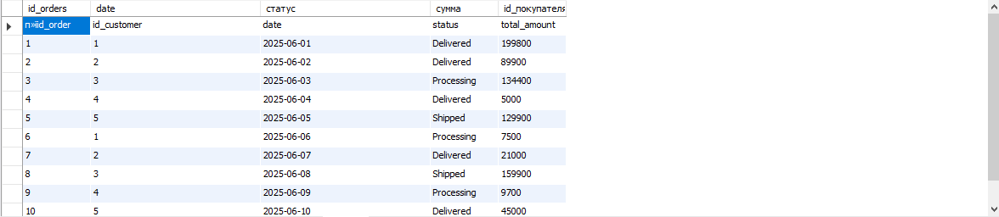 id_orders date статус сумма id_покупателя
п»їid_order id_customer date status total_amount
1 1 2025-06-01 Delivered 199800
2 2 2025-06-02 Delivered 89900
3 3 2025-06-03 Processing 134400
4 4 2025-06-04 Delivered 5000
5 5 2025-06-05 Shipped 129900
6 1 2025-06-06 Processing 7500
7 2 2025-06-07 Delivered 21000
8 3 2025-06-08 Shipped 159900
9 4 2025-06-09 Processing 9700
10 5 2025-06-10 Delivered 45000